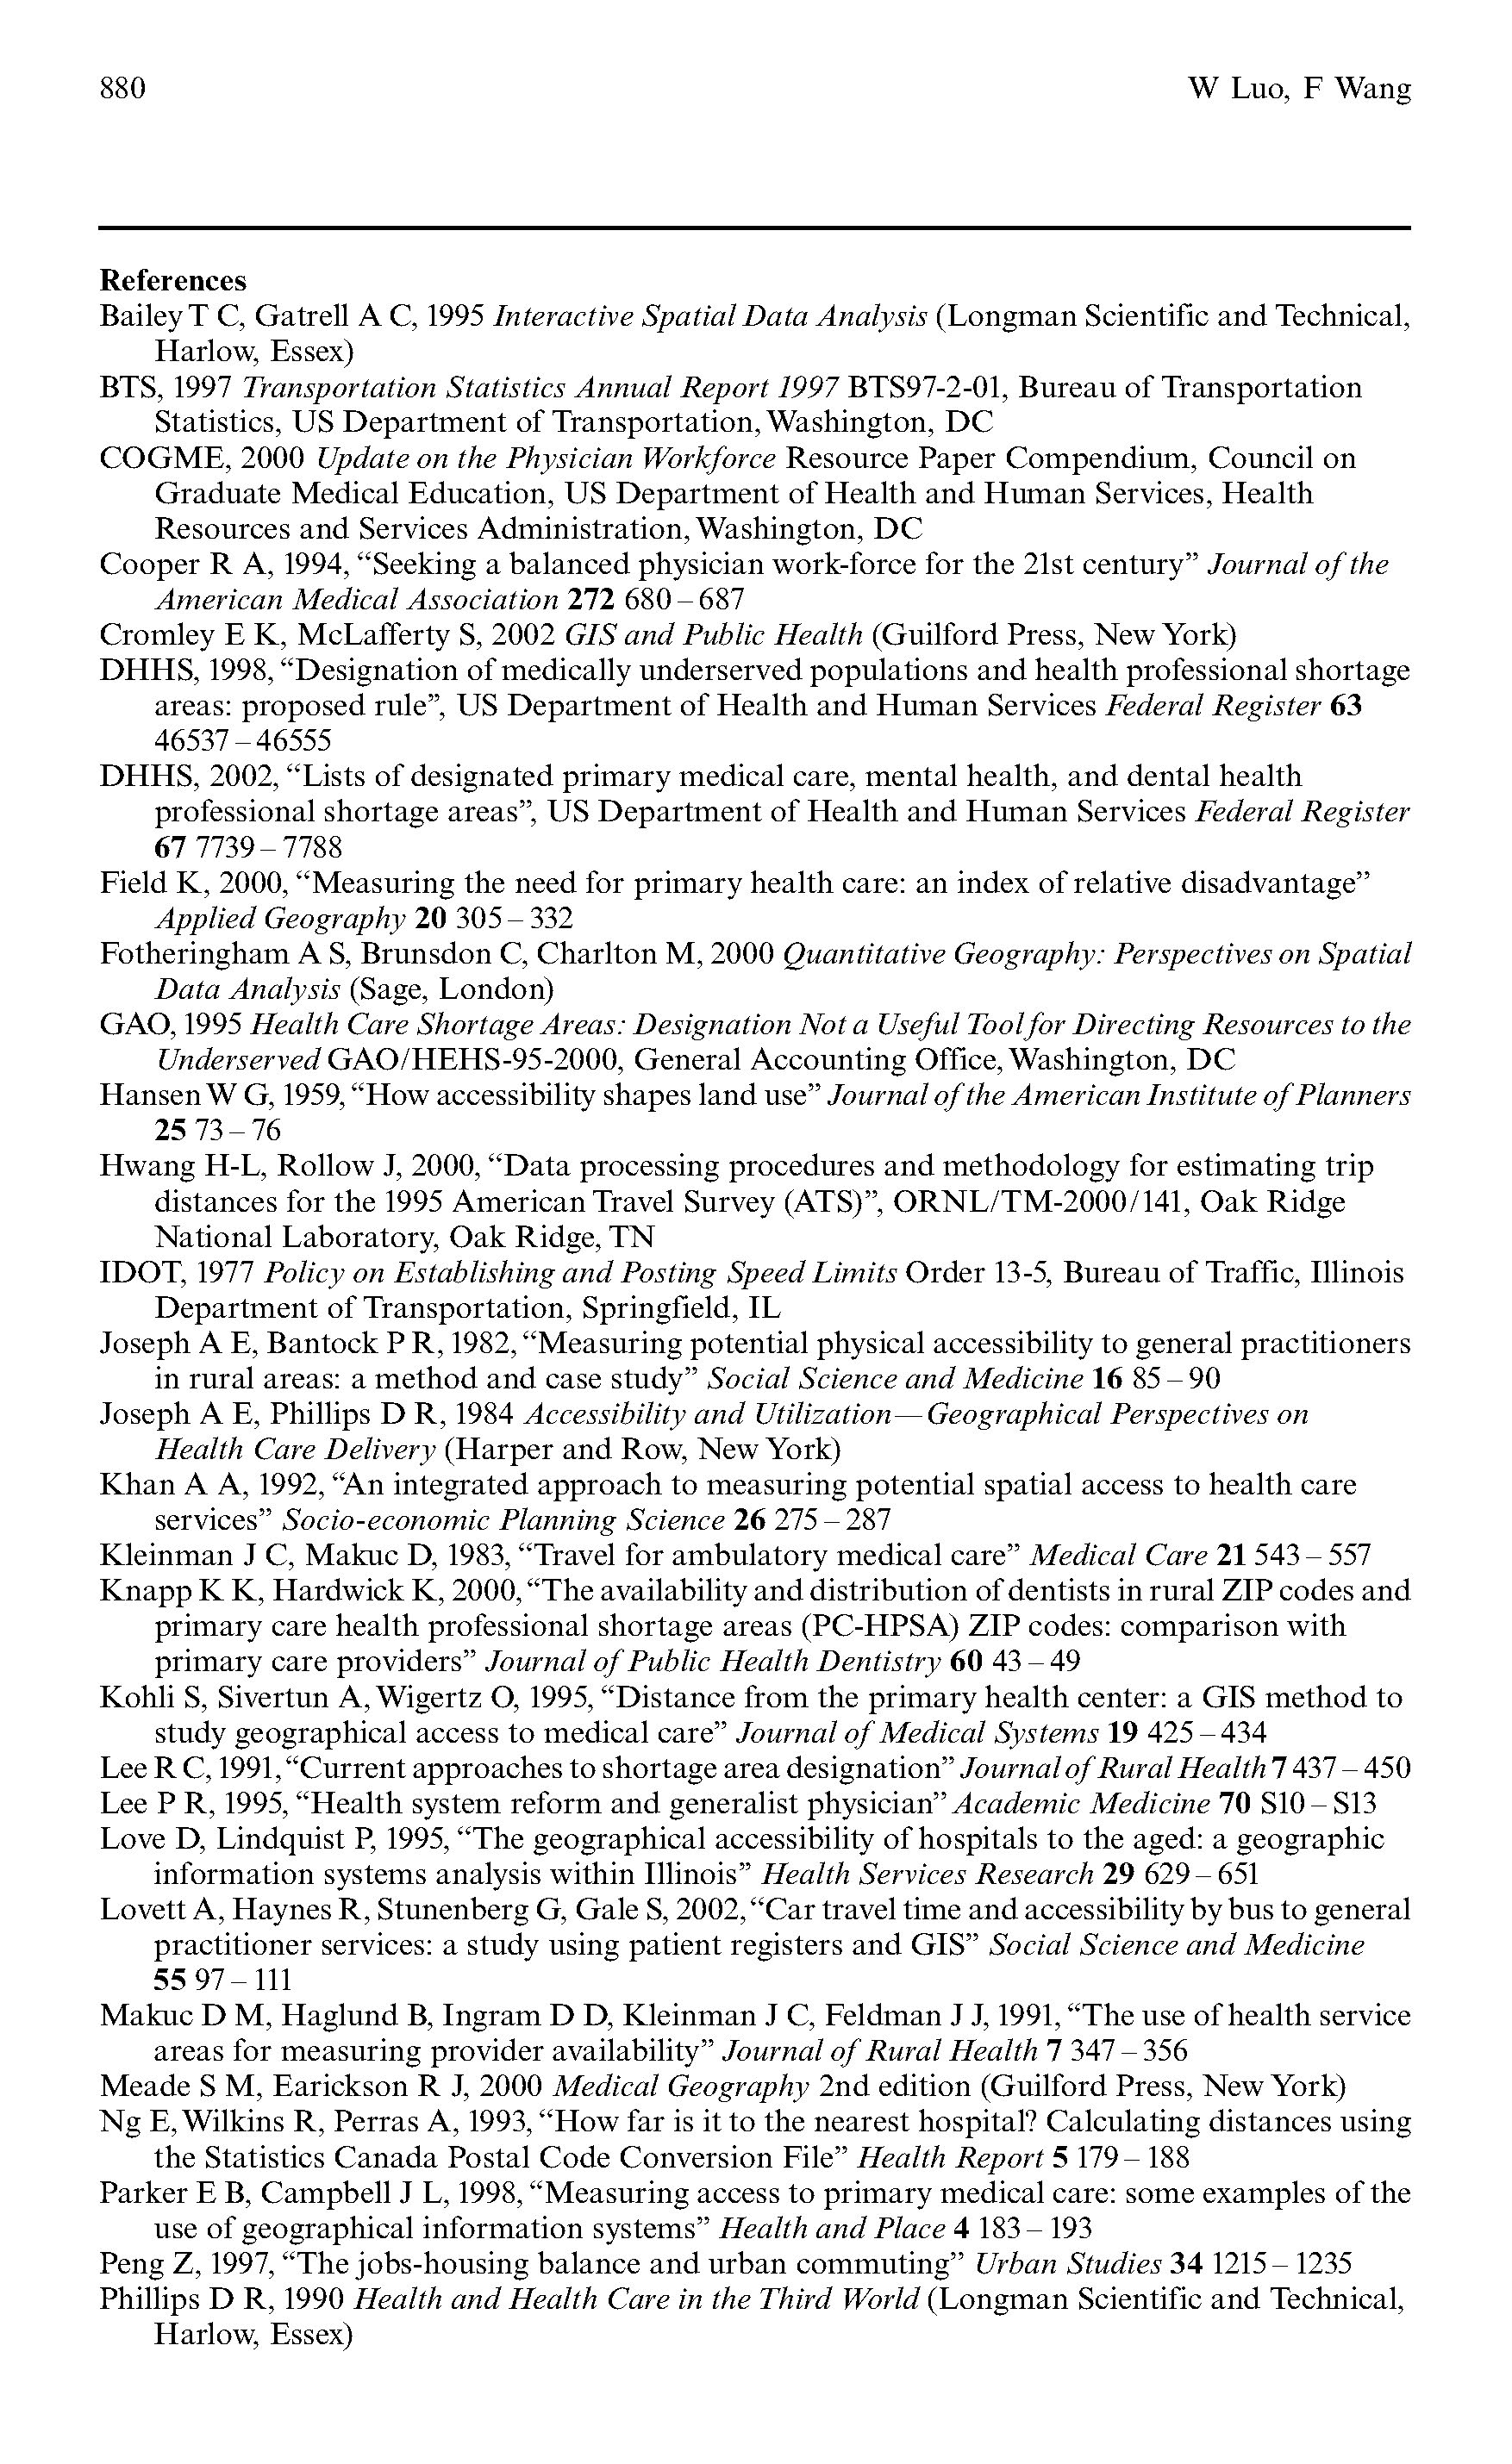 880
W Luo, F Wang
References
Bailey T C, Gatrell A C, 1995 Interactive Spatial Data Analysis (Longman Scientific and Technical,
Harlow, Essex)
BTS, 1997 Transportation Statistics Annual Report 1997 BTS97-2-01, Bureau of Transportation
Statistics, US Department of Transportation, Washington, DC
COGME, 2000 Update on the Physician Workforce Resource Paper Compendium, Council on
Graduate Medical Education, US Department of Health and Human Services, Health
Resources and Services Administration, Washington, DC
Cooper R A, 1994, “Seeking a balanced physician work-force for the 21st century” Journal of the
American Medical Association 272 680 – 687
Cromley E K, McLafferty S, 2002 GIS and Public Health (Guilford Press, New York)
DHHS, 1998, “Designation of medically underserved populations and health professional shortage
areas: proposed rule”, US Department of Health and Human Services Federal Register 63
46537 – 46555
DHHS, 2002, “Lists of designated primary medical care, mental health, and dental health
professional shortage areas”, US Department of Health and Human Services Federal Register
67 7739 – 7788
Field K, 2000, “Measuring the need for primary health care: an index of relative disadvantage”
Applied Geography 20 305 – 332
Fotheringham A S, Brunsdon C, Charlton M, 2000 Quantitative Geography: Perspectives on Spatial
Data Analysis (Sage, London)
GAO, 1995 Health Care Shortage Areas: Designation Not a Useful Tool for Directing Resources to the
Underserved GAO/HEHS-95-2000, General Accounting Office, Washington, DC
Hansen W G, 1959, “How accessibility shapes land use” Journal of the American Institute of Planners
25 73 – 76
Hwang H-L, Rollow J, 2000, “Data processing procedures and methodology for estimating trip
distances for the 1995 American Travel Survey (ATS)”, ORNL/TM-2000/141, Oak Ridge
National Laboratory, Oak Ridge, TN
IDOT, 1977 Policy on Establishing and Posting Speed Limits Order 13-5, Bureau of Traffic, Illinois
Department of Transportation, Springfield, IL
Joseph A E, Bantock P R, 1982, “Measuring potential physical accessibility to general practitioners
in rural areas: a method and case study” Social Science and Medicine 16 85 – 90
Joseph A E, Phillips D R, 1984 Accessibility and Utilization—Geographical Perspectives on
Health Care Delivery (Harper and Row, New York)
Khan A A, 1992, “An integrated approach to measuring potential spatial access to health care
services” Socio-economic Planning Science 26 275 – 287
Kleinman J C, Makuc D, 1983, “Travel for ambulatory medical care” Medical Care 21 543 – 557
Knapp K K, Hardwick K, 2000, “The availability and distribution of dentists in rural ZIP codes and
primary care health professional shortage areas (PC-HPSA) ZIP codes: comparison with
primary care providers” Journal of Public Health Dentistry 60 43 – 49
Kohli S, Sivertun A, Wigertz O, 1995, “Distance from the primary health center: a GIS method to
study geographical access to medical care” Journal of Medical Systems 19 425 – 434
Lee R C, 1991, “Current approaches to shortage area designation” Journal of Rural Health 7 437 – 450
Lee P R, 1995, “Health system reform and generalist physician” Academic Medicine 70 S10 – S13
Love D, Lindquist P, 1995, “The geographical accessibility of hospitals to the aged: a geographic
information systems analysis within Illinois” Health Services Research 29 629 – 651
Lovett A, Haynes R, Stunenberg G, Gale S, 2002, “Car travel time and accessibility by bus to general
practitioner services: a study using patient registers and GIS” Social Science and Medicine
55 97 – 111
Makuc D M, Haglund B, Ingram D D, Kleinman J C, Feldman J J, 1991, “The use of health service
areas for measuring provider availability” Journal of Rural Health 7 347 – 356
Meade S M, Earickson R J, 2000 Medical Geography 2nd edition (Guilford Press, New York)
Ng E, Wilkins R, Perras A, 1993, “How far is it to the nearest hospital? Calculating distances using
the Statistics Canada Postal Code Conversion File” Health Report 5 179 – 188
Parker E B, Campbell J L, 1998, “Measuring access to primary medical care: some examples of the
use of geographical information systems” Health and Place 4 183 – 193
Peng Z, 1997, “The jobs-housing balance and urban commuting” Urban Studies 34 1215 – 1235
Phillips D R, 1990 Health and Health Care in the Third World (Longman Scientific and Technical,
Harlow, Essex)